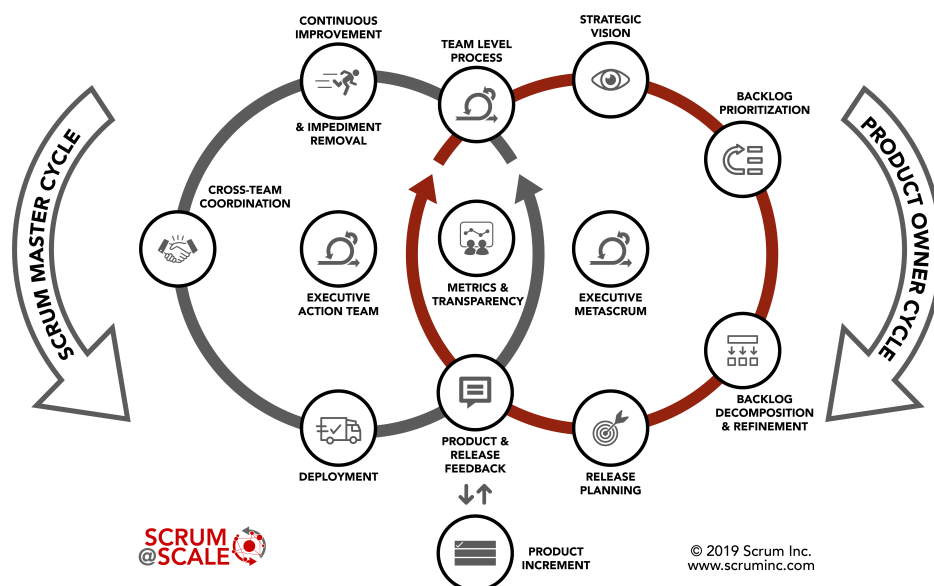 CONTINUOUS
IMPROVEMENT
& IMPEDIMENT
REMOVAL
TEAM LEVEL
PROCESS
STRATEGIC
VISION
BACKLOG
PRIORITIZATION
SCRUM MASTER CYCLE
PRODUCT OWNER CYCLE
CROSS-TEAM
COORDINATION
EXECUTIVE
ACTION TEAM
METRICS &
TRANSPARENCY
EXECUTIVE
METASCRUM
BACKLOG
DECOMPOSITION
& REFINEMENT
DEPLOYMENT
PRODUCT &
RELEASE
FEEDBACK
RELEASE
PLANNING
PRODUCT
INCREMENT
SCRUM
@SCALE
© 2019 Scrum Inc.
www.scruminc.com